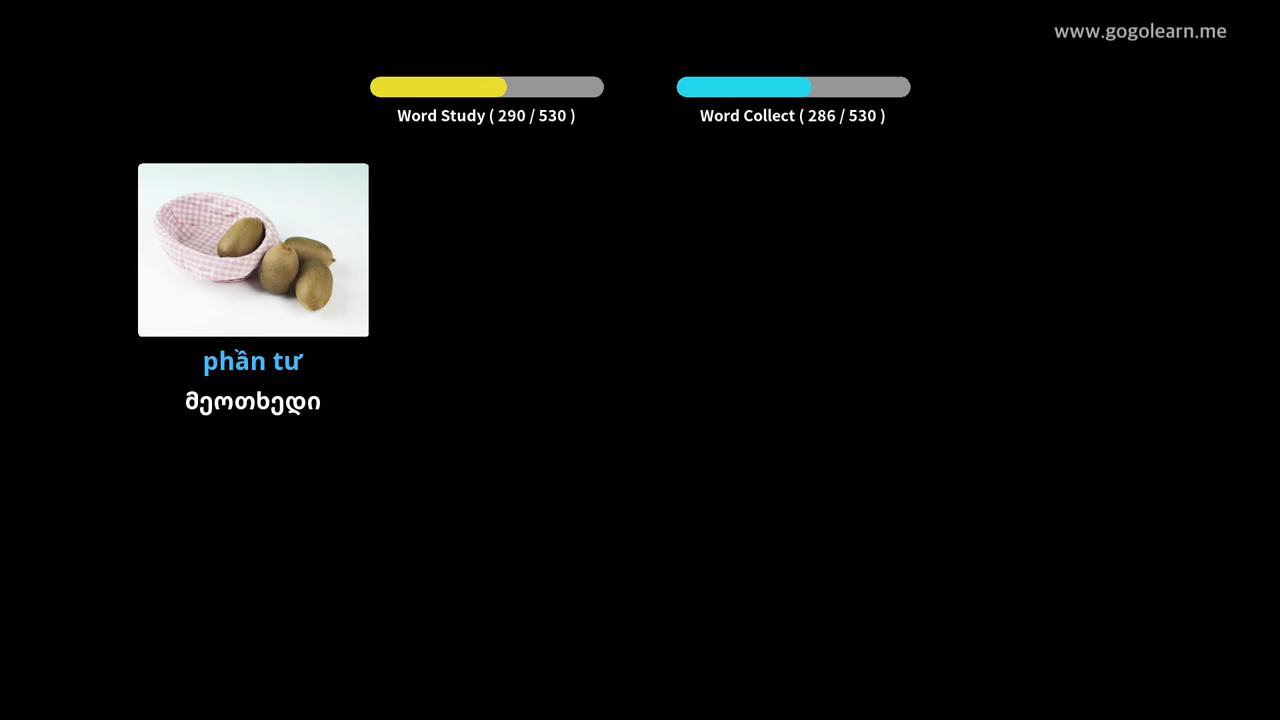 www.gogolearn.me
Word Study ( 290 / 530 )
Word Collect ( 286 / 530 )
phần tư
მეოთხედი